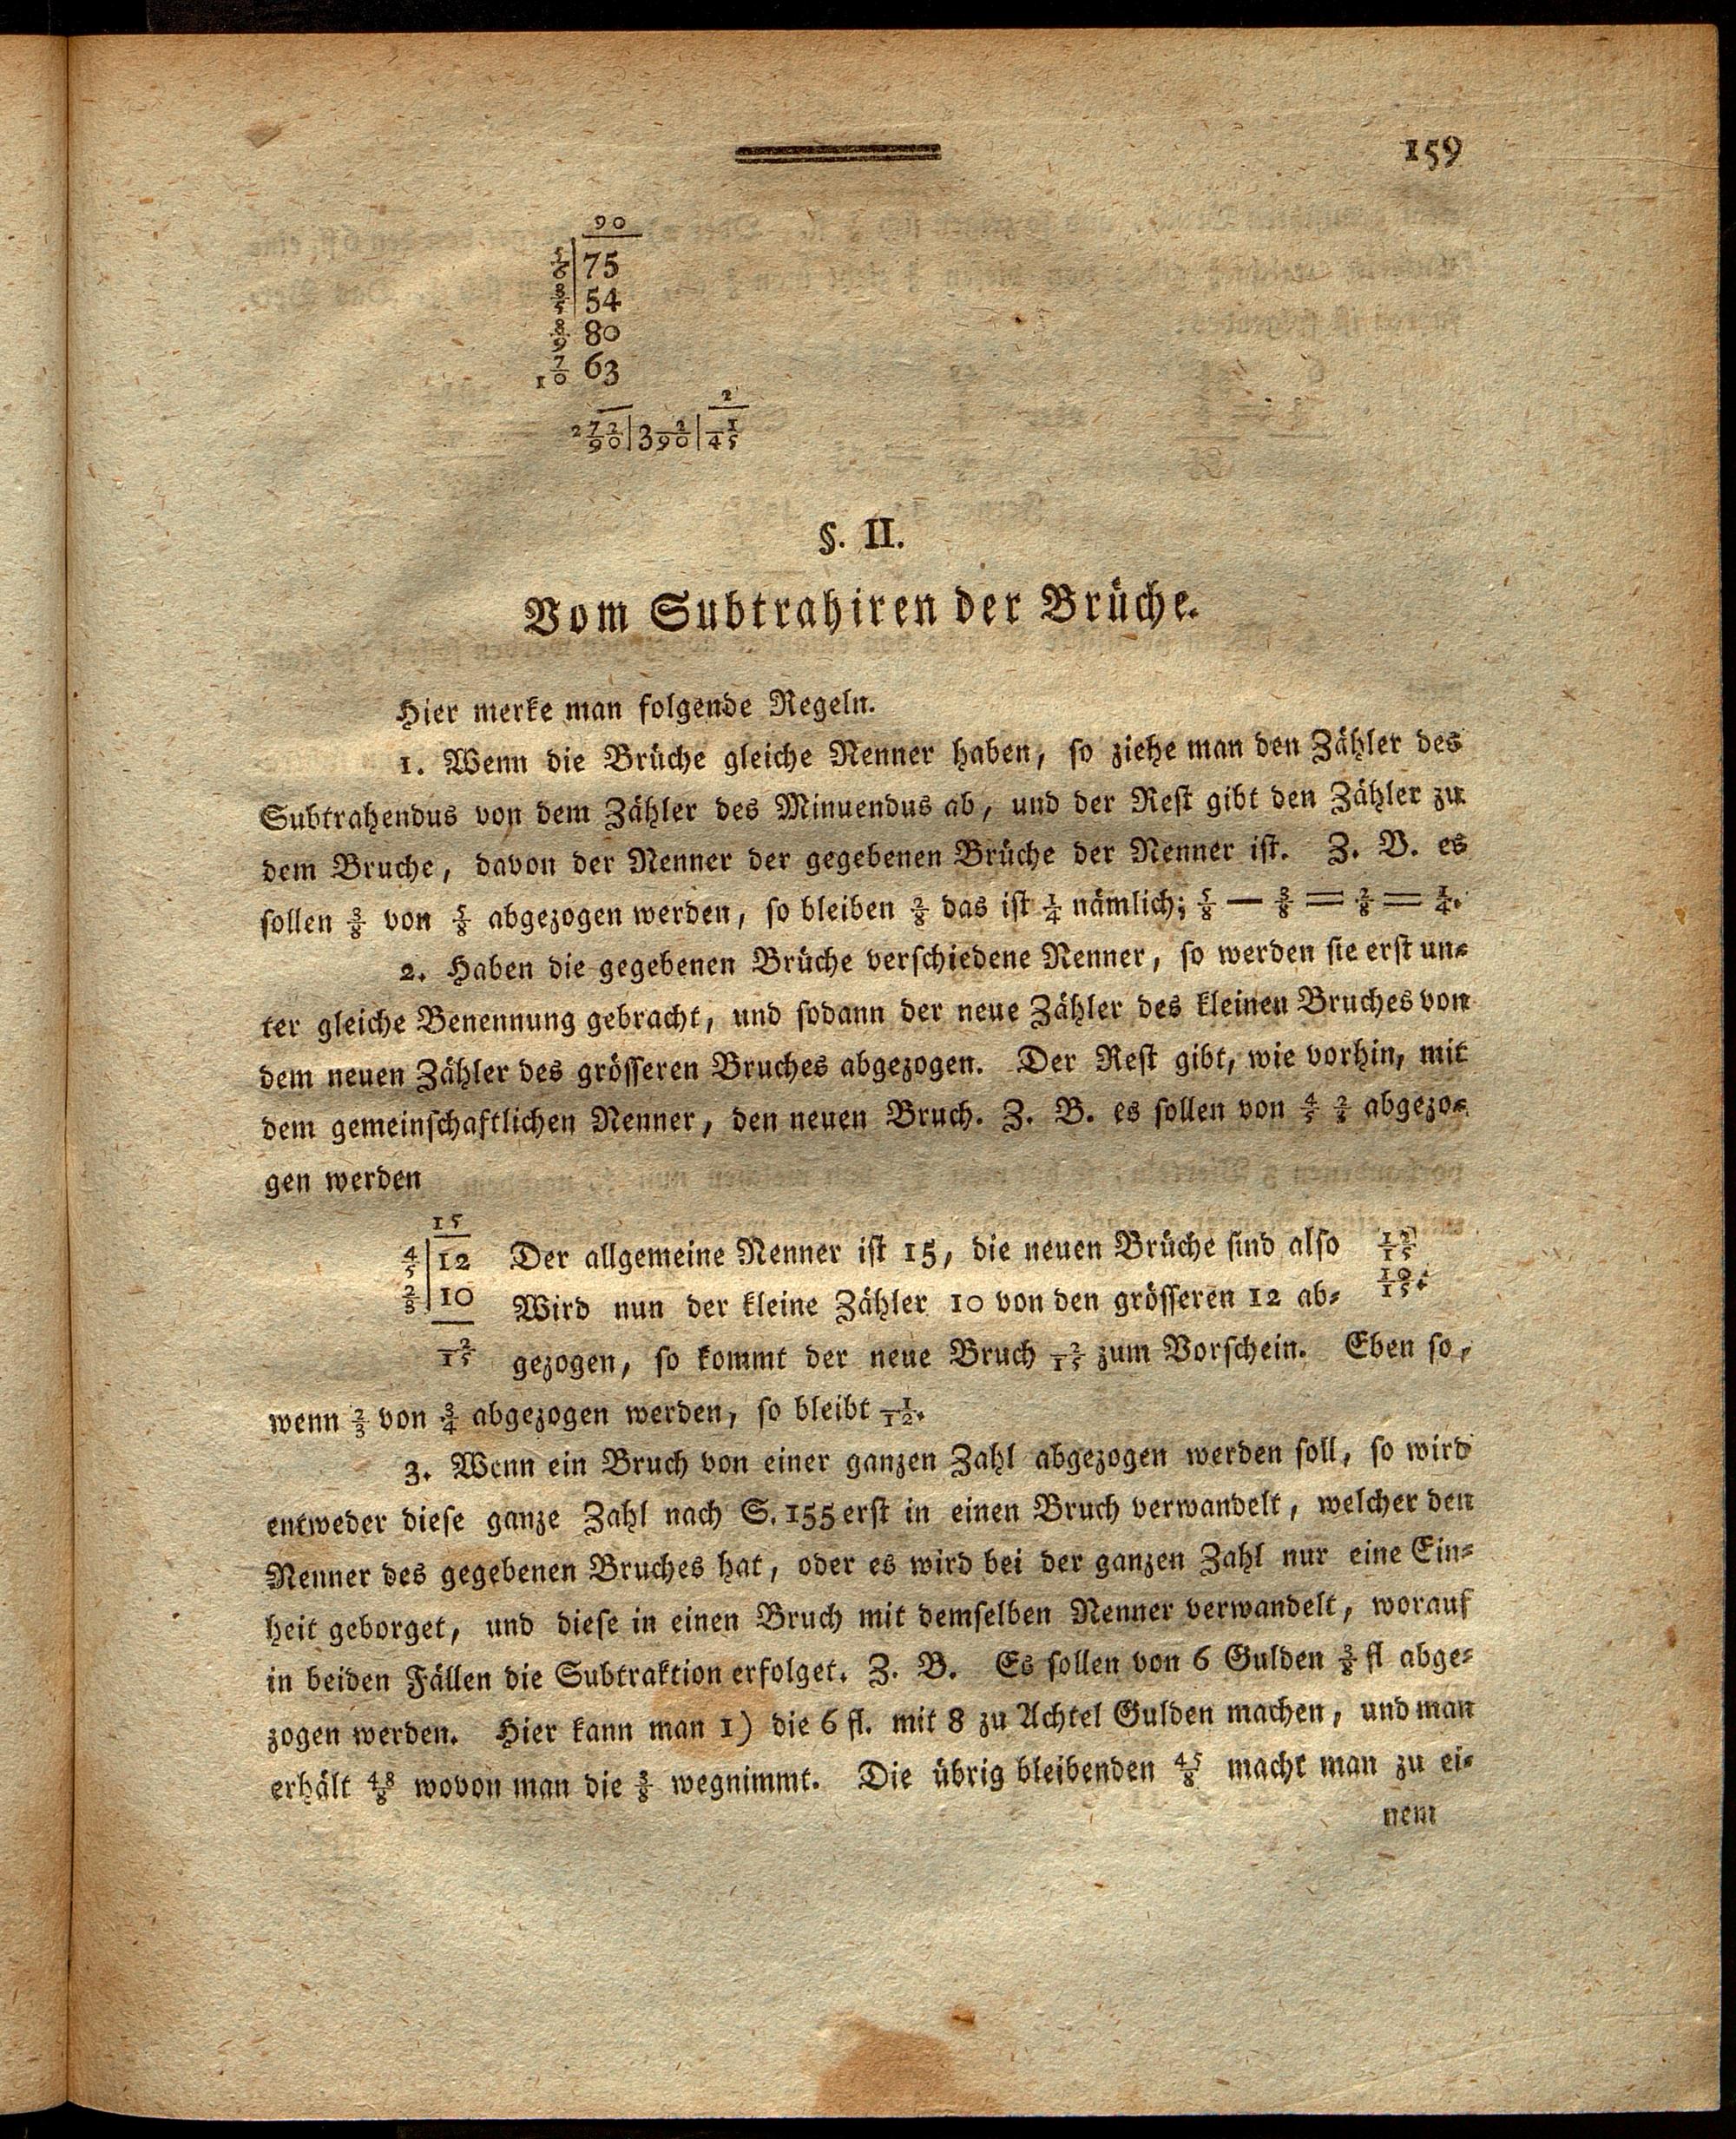 159
90
5/6 | 75
3/5 | 54
8/9 80
7/10 63
2
272/90 | 3 2/90 | 1/45
§. II.
Vom Subtrahiren der Brüche.
Hier merke man folgende Regeln.
1. Wenn die Brüche gleiche Nenner haben, so ziehe man den Zähler des
Subtrahendus von dem Zähler des Minuendus ab, und der Rest gibt den Zähler zu
dem Bruche, davon der Nenner der gegebenen Brüche der Nenner ist. Z. B. es
sollen 3/8 von 5/8 abgezogen werden, so bleiben 2/8 das ist 1/4 nämlich; 5/8 — 3/8 = 2/8 = 1/4.
2. Haben die gegebenen Brüche verschiedene Nenner, so werden sie erst un-
ter gleiche Benennung gebracht, und sodann der neue Zähler des kleinen Bruches von
dem neuen Zähler des grösseren Bruches abgezogen. Der Rest gibt, wie vorhin, mit
dem gemeinschaftlichen Nenner, den neuen Bruch. Z. B. es sollen von 4/5 2/3 abgezo-
gen werden
15
4/5 | 12 Der allgemeine Nenner ist 15, die neuen Brüche sind also 12/15
2/3 | 10 Wird nun der kleine Zähler 10 von den grösseren 12 ab- 10/15.
2/15 gezogen, so kommt der neue Bruch 2/15 zum Vorschein. Eben so,
wenn 2/3 von 3/4 abgezogen werden, so bleibt 1/12.
3. Wenn ein Bruch von einer ganzen Zahl abgezogen werden soll, so wird
entweder diese ganze Zahl nach S. 155 erst in einen Bruch verwandelt, welcher den
Nenner des gegebenen Bruches hat, oder es wird bei der ganzen Zahl nur eine Ein-
heit geborget, und diese in einen Bruch mit demselben Nenner verwandelt, worauf
in beiden Fällen die Subtraktion erfolget. Z. B. Es sollen von 6 Gulden 3/8 fl abge-
zogen werden. Hier kann man 1) die 6 fl. mit 8 zu Achtel Gulden machen, und man
erhält 48/8 wovon man die 3/8 wegnimmt. Die übrig bleibenden 45/8 macht man zu ei-
nem